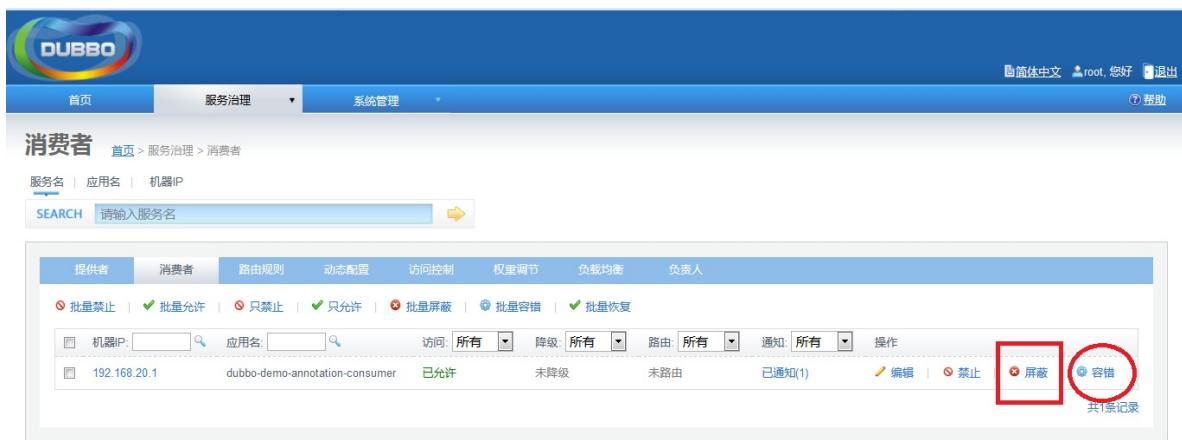 DUBBO
简体中文 root, 您好 退出
首页 服务治理 系统管理 帮助
消费者 首页 > 服务治理 > 消费者
服务名 | 应用名 | 机器IP
SEARCH 请输入服务名
提供者 消费者 路由规则 动态配置 访问控制 权重调节 负载均衡 负责人
批量禁止 | 批量允许 | 只禁止 | 只允许 | 批量屏蔽 | 批量容错 | 批量恢复
机器IP: 应用名: 访问: 所有 降级: 所有 路由: 所有 通知: 所有 操作
192.168.20.1 dubbo-demo-annotation-consumer 已允许 未降级 未路由 已通知(1) 编辑 | 禁止 | 屏蔽 | 容错
共1条记录